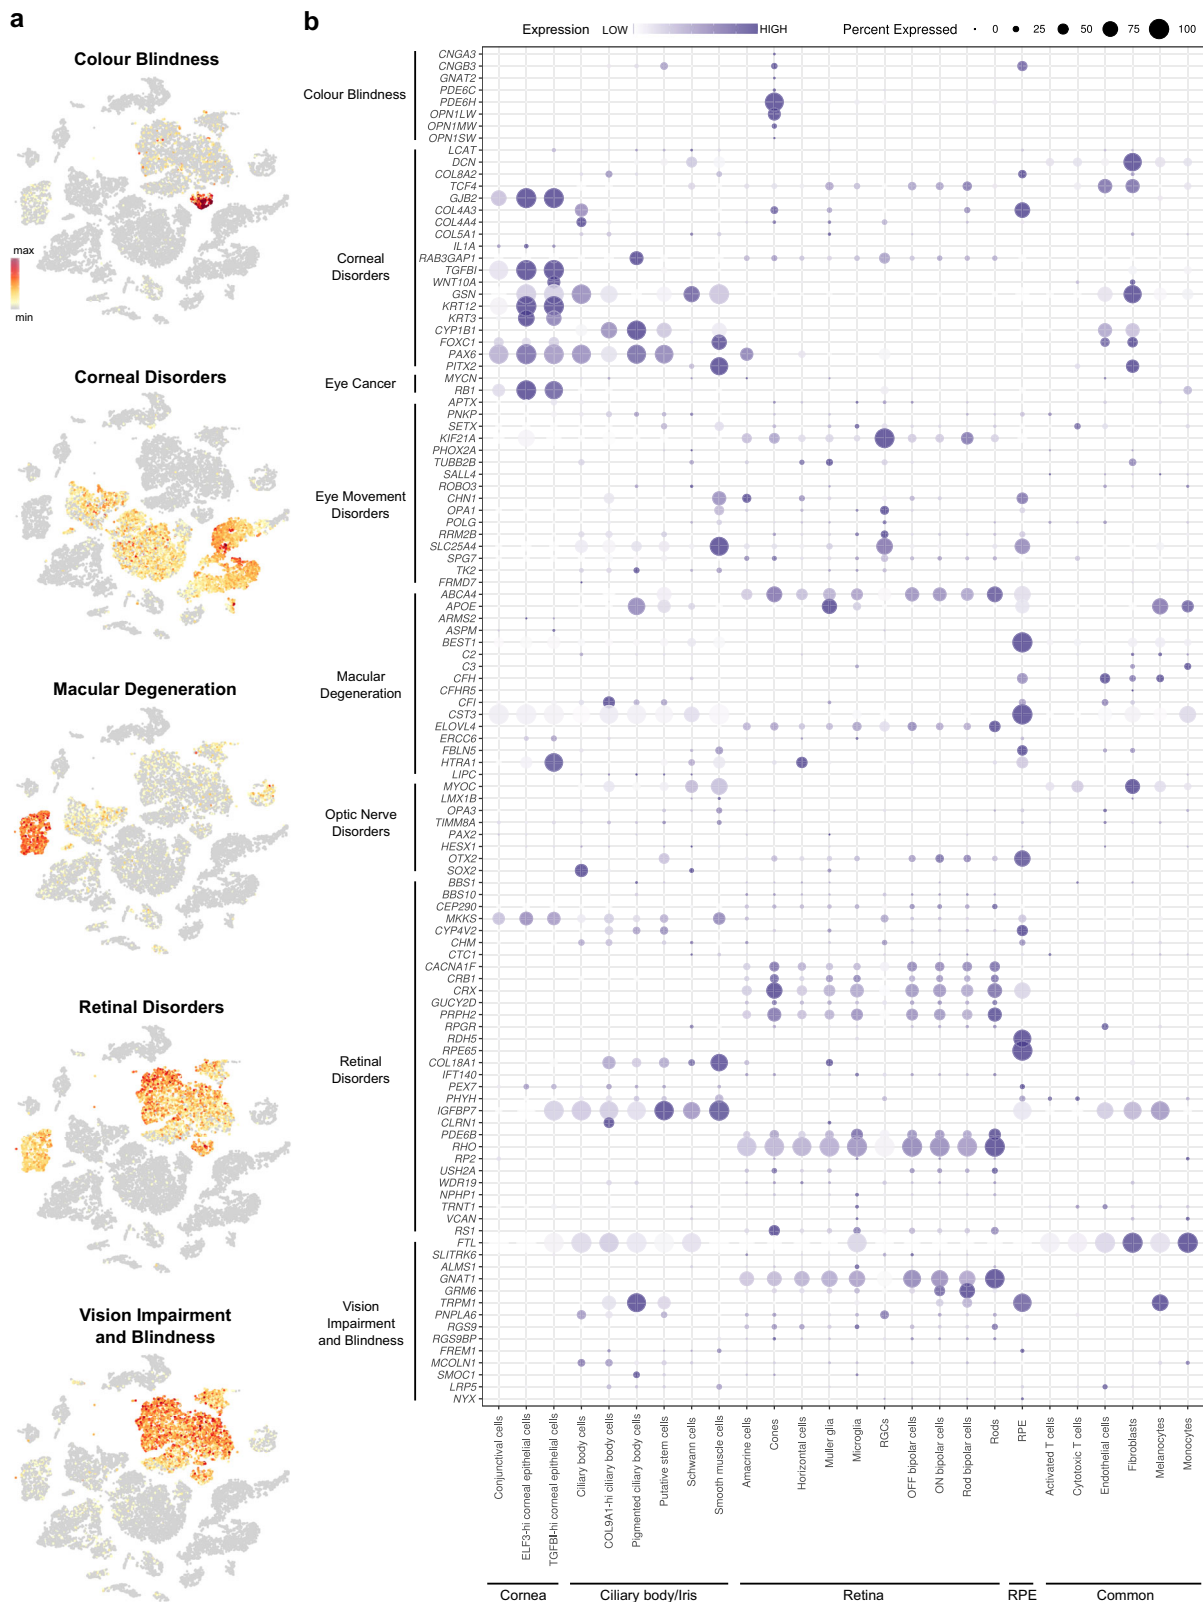 a
Colour Blindness
max
min
Corneal Disorders
Macular Degeneration
Retinal Disorders
Vision Impairment
and Blindness
b
Expression LOW HIGH Percent Expressed 0 25 50 75 100
Colour Blindness
CNGA3
CNGB3
GNAT2
PDE6C
PDE6H
OPN1LW
OPN1MW
OPN1SW
Corneal
Disorders
LCAT
DCN
COL8A2
TCF4
GJB2
COL4A3
COL4A4
COL5A1
IL1A
RAB3GAP1
TGFBI
WNT10A
GSN
KRT12
KRT3
CYP1B1
FOXC1
PAX6
PITX2
Eye Cancer
MYCN
RB1
Eye Movement
Disorders
APTX
PNKP
SETX
KIF21A
PHOX2A
TUBB2B
SALL4
ROBO3
CHN1
OPA1
POLG
RRM2B
SLC25A4
SPG7
TK2
FRMD7
Macular
Degeneration
ABCA4
APOE
ARMS2
ASPM
BEST1
C2
C3
CFH
CFHR5
CFI
CST3
ELOVL4
ERCC6
FBLN5
HTRA1
LIPC
Optic Nerve
Disorders
MYOC
LMX1B
OPA3
TIMM8A
PAX2
HESX1
OTX2
SOX2
Retinal
Disorders
BBS1
BBS10
CEP290
MKKS
CYP4V2
CHM
CTC1
CACNA1F
CRB1
CRX
GUCY2D
PRPH2
RPGR
RDH5
RPE65
COL18A1
IFT140
PEX7
PHYH
IGFBP7
CLRN1
PDE6B
RHO
RP2
USH2A
WDR19
NPHP1
TRNT1
VCAN
RS1
Vision
Impairment
and Blindness
FTL
SLITRK6
ALMS1
GNAT1
GRM6
TRPM1
PNPLA6
RGS9
RGS9BP
FREM1
MCOLN1
SMOC1
LRP5
NYX
Conjunctival cells
ELF3-hi corneal epithelial cells
TGFBI-hi corneal epithelial cells
Ciliary body cells
COL9A1-hi ciliary body cells
Pigmented ciliary body cells
Putative stem cells
Schwann cells
Smooth muscle cells
Amacrine cells
Cones
Horizontal cells
Muller glia
Microglia
RGCs
OFF bipolar cells
ON bipolar cells
Rod bipolar cells
Rods
RPE
Activated T cells
Cytotoxic T cells
Endothelial cells
Fibroblasts
Melanocytes
Monocytes
Cornea Ciliary body/Iris Retina RPE Common